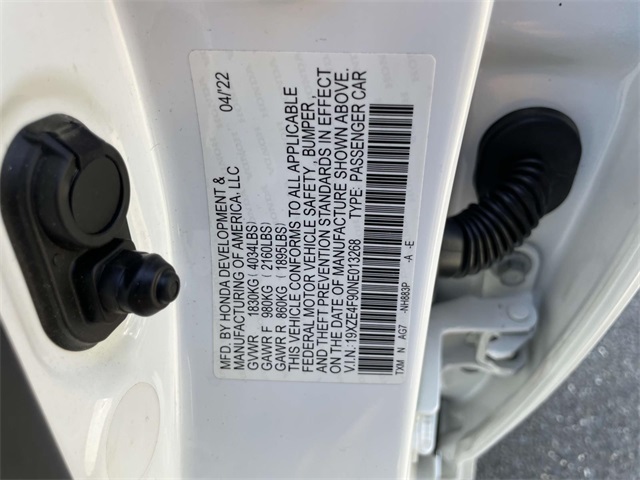 MFD. BY HONDA DEVELOPMENT & 04/'22
MANUFACTURING OF AMERICA, LLC
GVWR 1830KG ( 4034LBS)
GAWR F 980KG ( 2160LBS)
GAWR R 860KG ( 1895LBS)
THIS VEHICLE CONFORMS TO ALL APPLICABLE
FEDERAL MOTOR VEHICLE SAFETY , BUMPER
AND THEFT PREVENTION STANDARDS IN EFFECT
ON THE DATE OF MANUFACTURE SHOWN ABOVE.
V.I.N.:19XZE4F90NE013268 TYPE: PASSENGER CAR
TXM N AG7 -NH883P -A -E